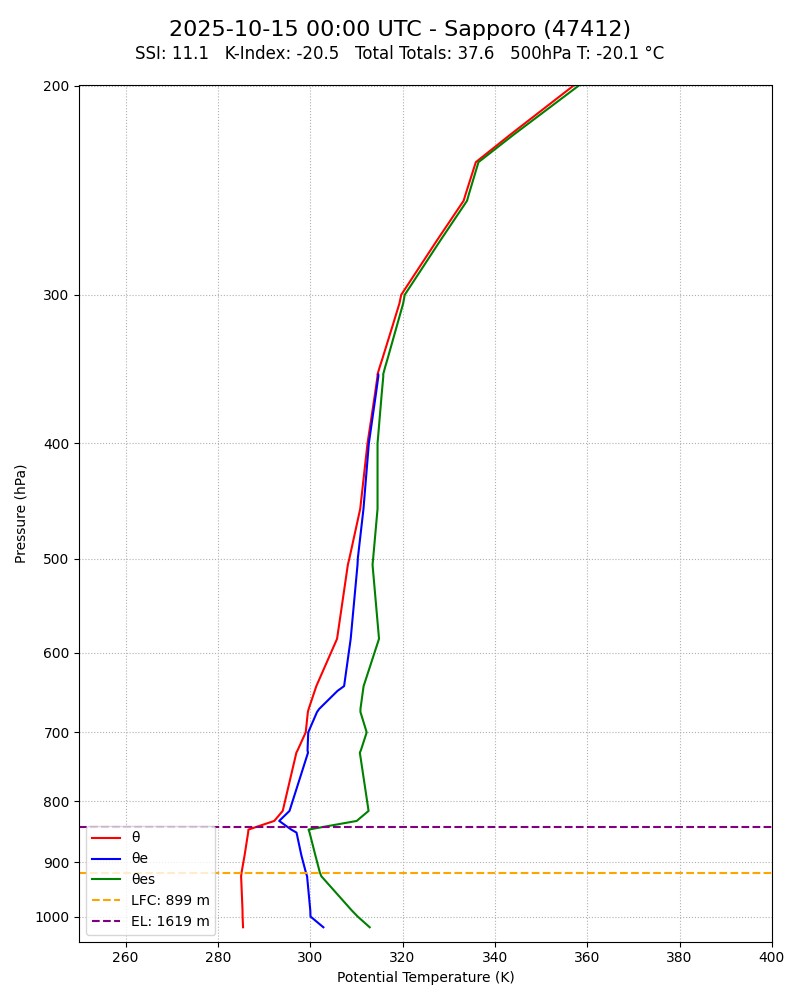 2025-10-15 00:00 UTC - Sapporo (47412)
SSI: 11.1   K-Index: -20.5   Total Totals: 37.6   500hPa T: -20.1 °C
200
300
400
500
600
700
800
900
1000
Pressure (hPa)
θ
θe
θes
LFC: 899 m
EL: 1619 m
260 280 300 320 340 360 380 400
Potential Temperature (K)